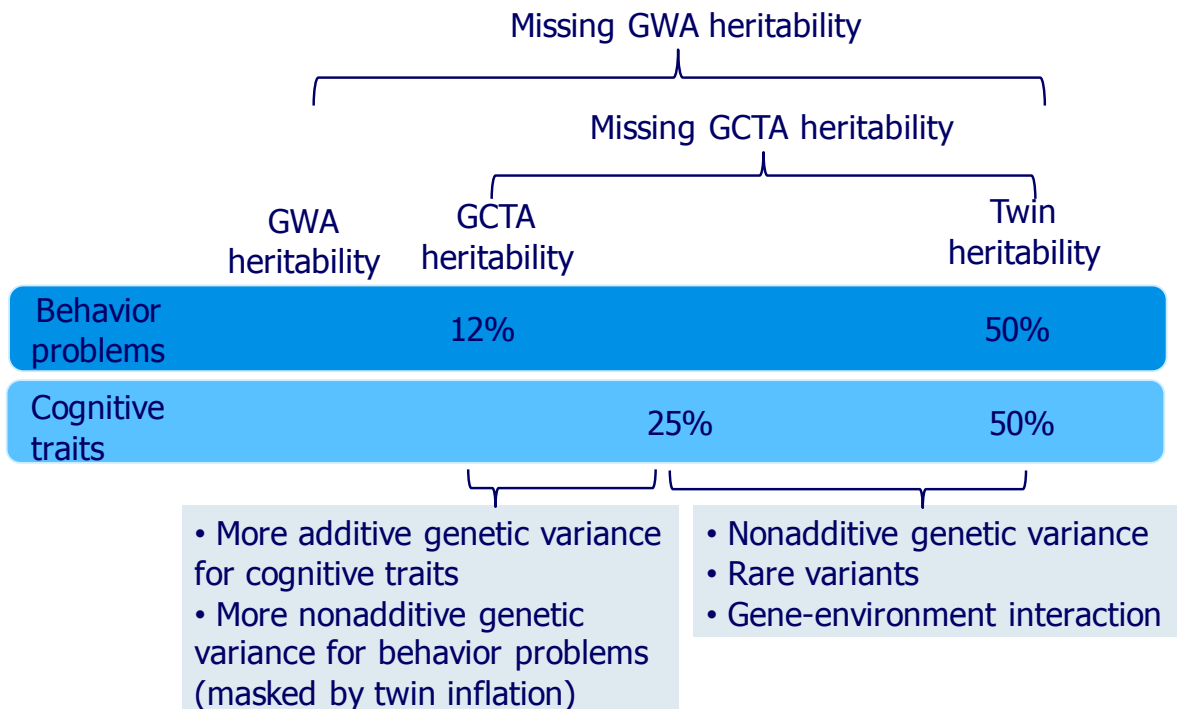 Missing GWA heritability
Missing GCTA heritability
GWA
heritability
GCTA
heritability
Twin
heritability
Behavior
problems
12%
50%
Cognitive
traits
25%
50%
• More additive genetic variance
for cognitive traits
• More nonadditive genetic
variance for behavior problems
(masked by twin inflation)
• Nonadditive genetic variance
• Rare variants
• Gene-environment interaction